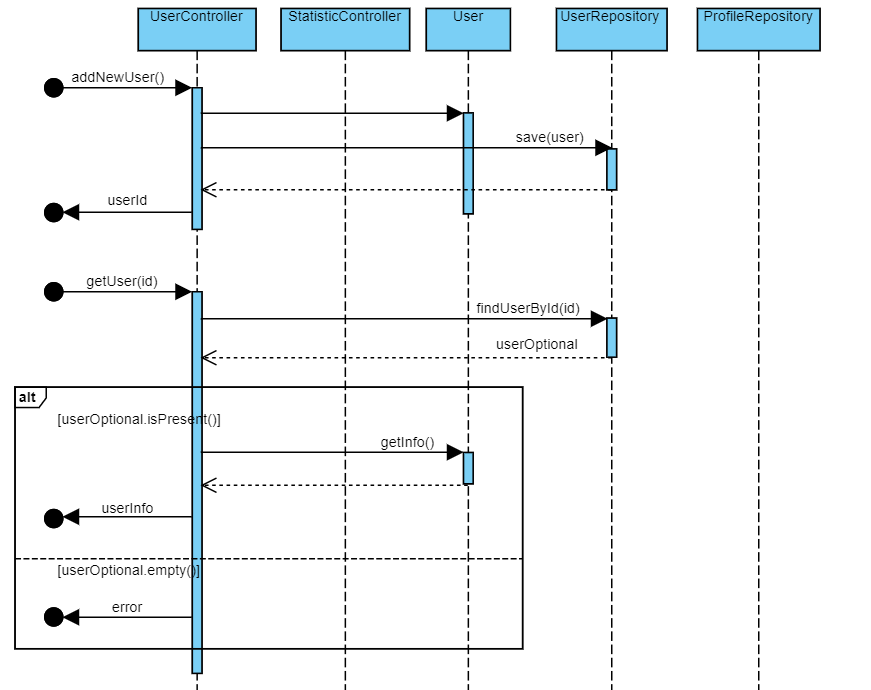 UserController
StatisticController
User
UserRepository
ProfileRepository
addNewUser()
save(user)
userId
getUser(id)
findUserById(id)
userOptional
alt
[userOptional.isPresent()]
getInfo()
userInfo
[userOptional.empty()]
error